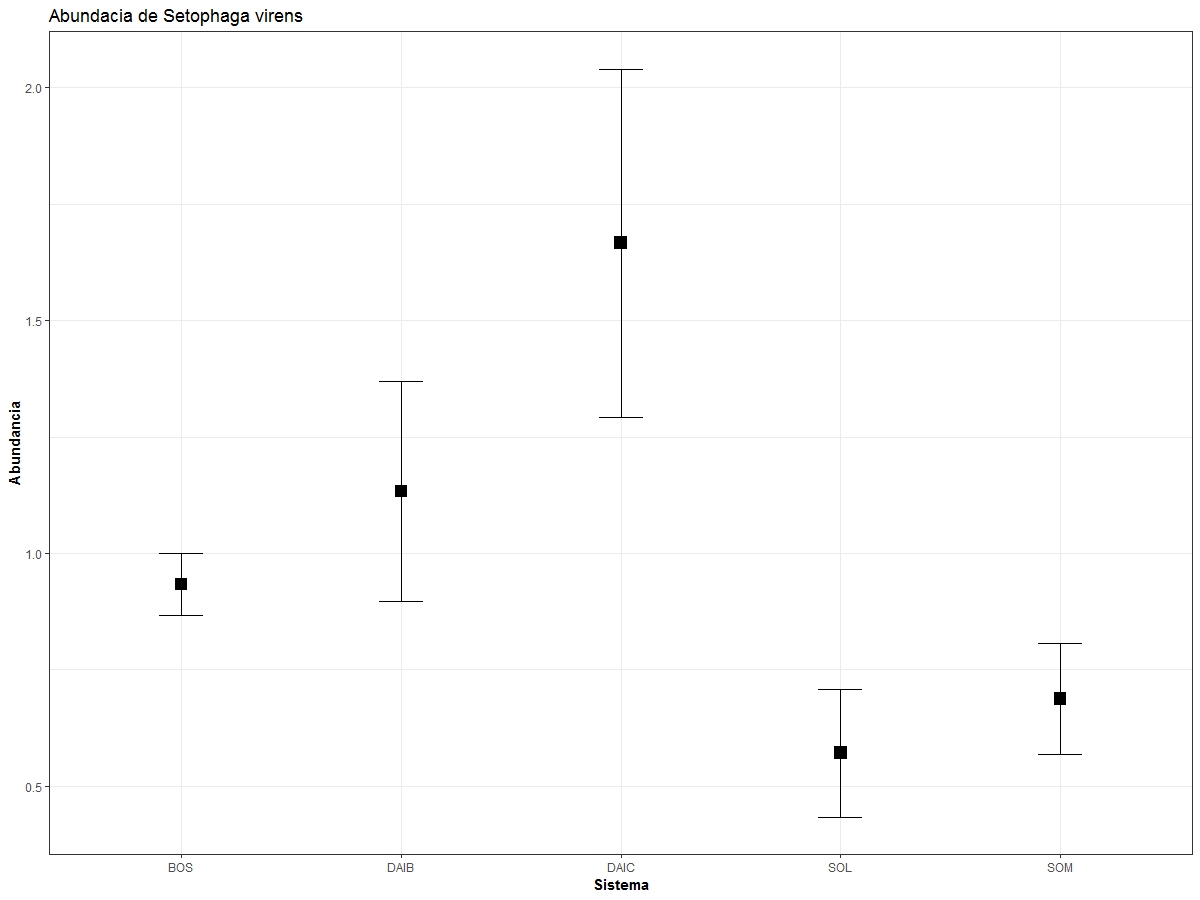 Abundacia de Setophaga virens
2.0
1.5
1.0
0.5
Abundancia
BOS DAIB DAIC SOL SOM
Sistema